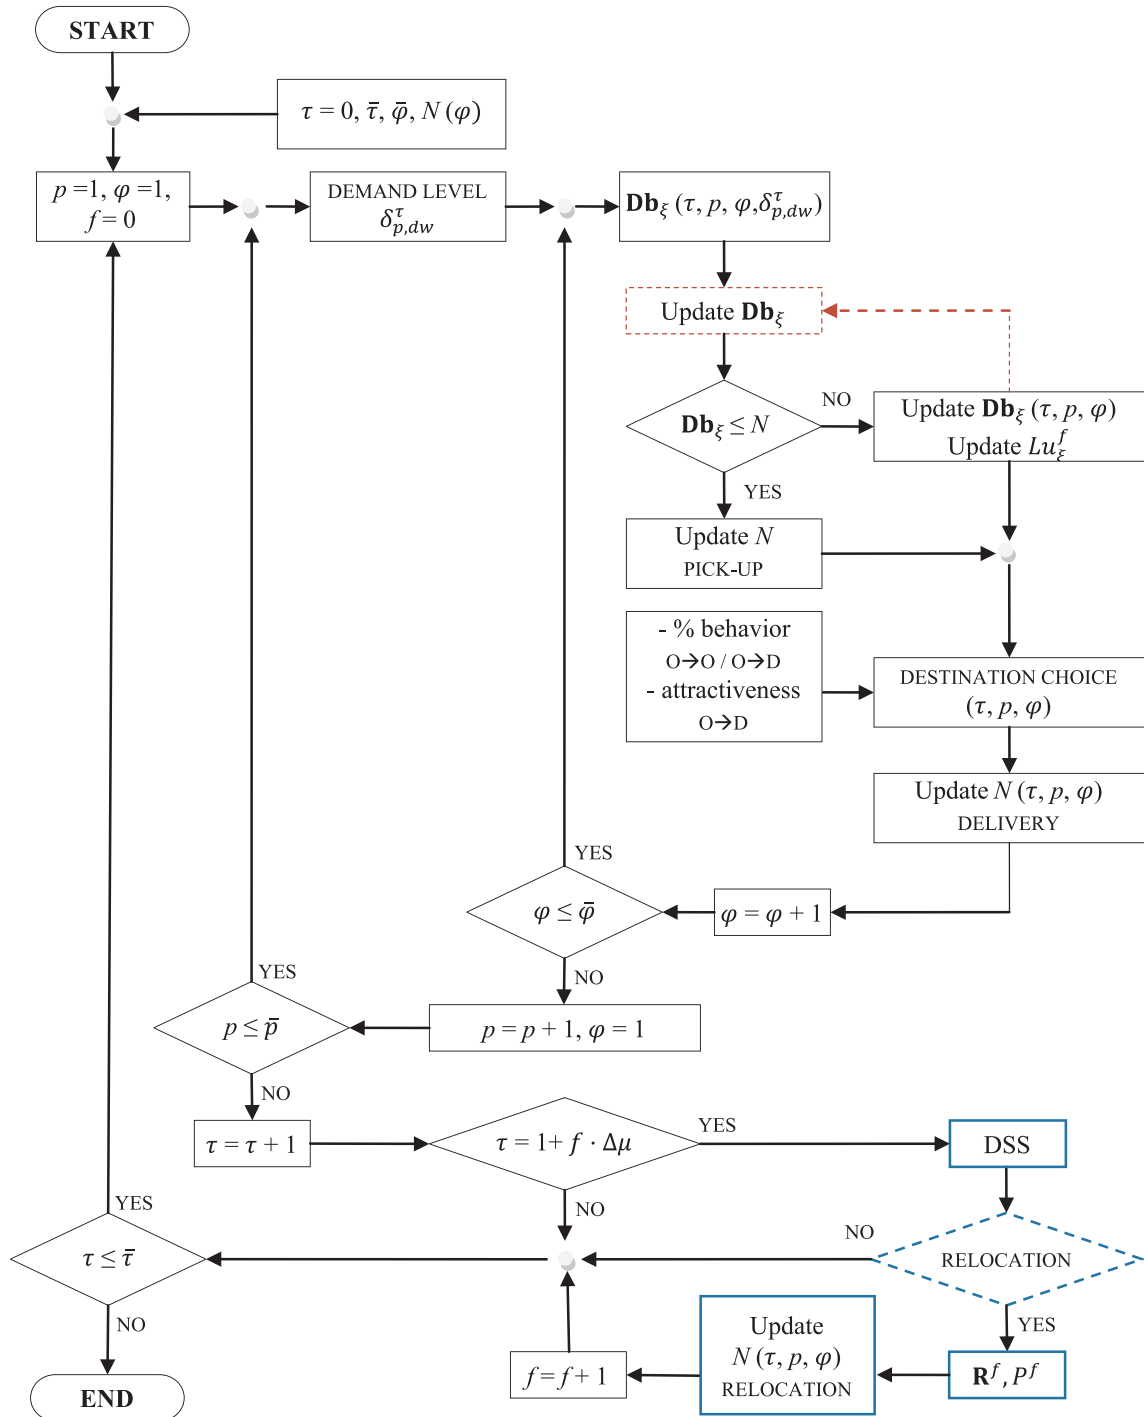 START
τ = 0, τ̄, φ̄, N (φ)
p =1, φ =1,
f = 0
DEMAND LEVEL
δ^τ_{p,dw}
Db_ξ (τ, p, φ,δ^τ_{p,dw})
Update Db_ξ
Db_ξ ≤ N
NO
Update Db_ξ (τ, p, φ)
Update Lu^f_ξ
YES
Update N
PICK-UP
- % behavior
O→O / O→D
- attractiveness
O→D
DESTINATION CHOICE
(τ, p, φ)
Update N (τ, p, φ)
DELIVERY
φ = φ + 1
YES
φ ≤ φ̄
NO
p = p + 1, φ = 1
YES
p ≤ p̄
NO
τ = τ + 1
τ = 1+ f · Δμ
YES
DSS
NO
RELOCATION
NO
YES
R^f, P^f
Update
N (τ, p, φ)
RELOCATION
f = f + 1
YES
τ ≤ τ̄
NO
END